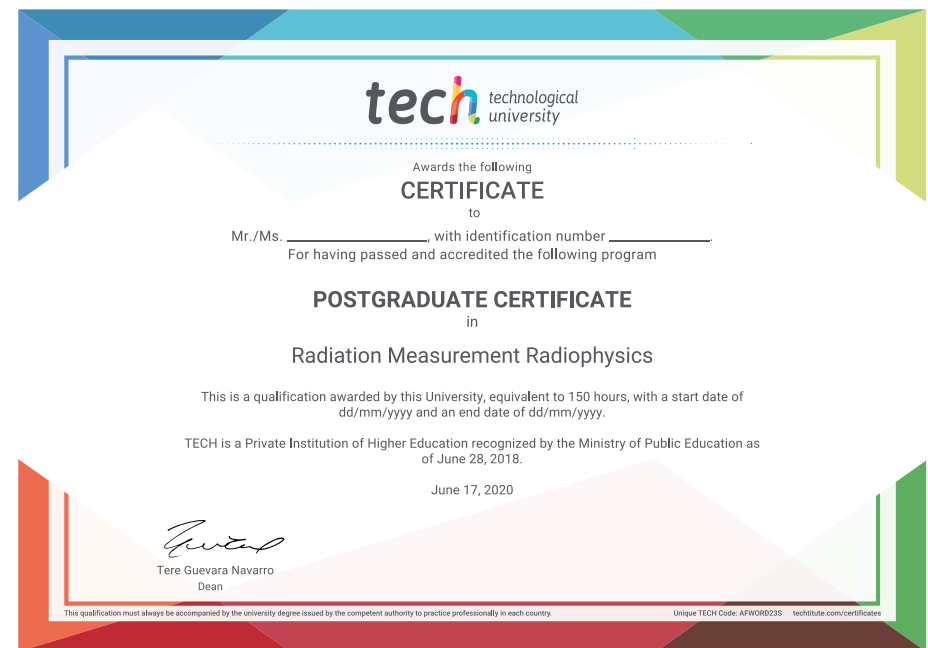 tech technological
university
Awards the following
CERTIFICATE
to
Mr./Ms. ________________, with identification number ____________.
For having passed and accredited the following program
POSTGRADUATE CERTIFICATE
in
Radiation Measurement Radiophysics
This is a qualification awarded by this University, equivalent to 150 hours, with a start date of
dd/mm/yyyy and an end date of dd/mm/yyyy.
TECH is a Private Institution of Higher Education recognized by the Ministry of Public Education as
of June 28, 2018.
June 17, 2020
Tere Guevara Navarro
Dean
This qualification must always be accompanied by the university degree issued by the competent authority to practice professionally in each country.
Unique TECH Code: AFWORD23S techtitute.com/certificates